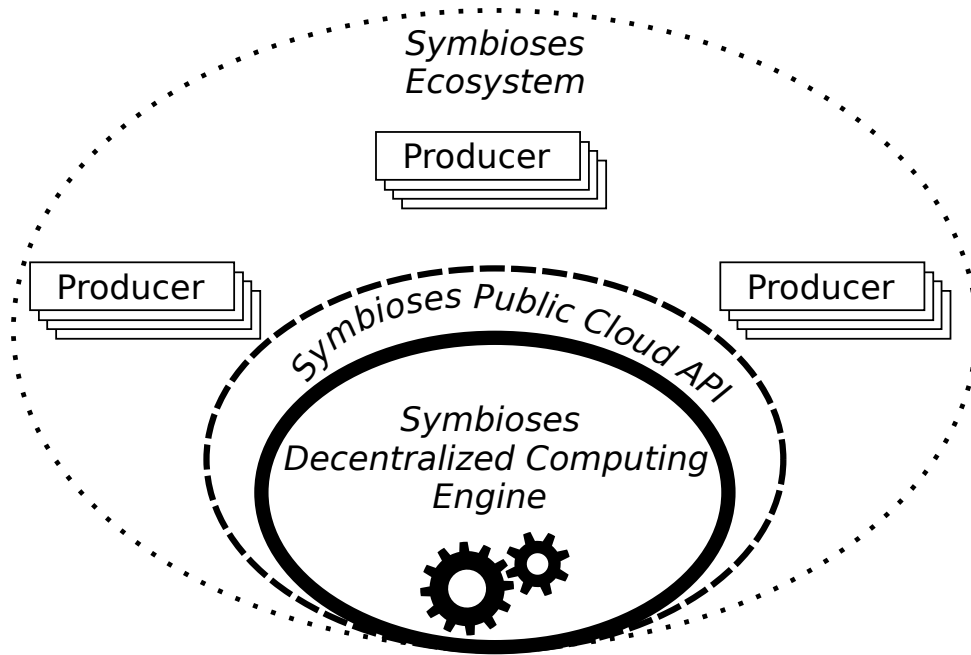 Symbioses
Ecosystem
Producer
Producer
Producer
Symbioses Public Cloud API
Symbioses
Decentralized Computing
Engine